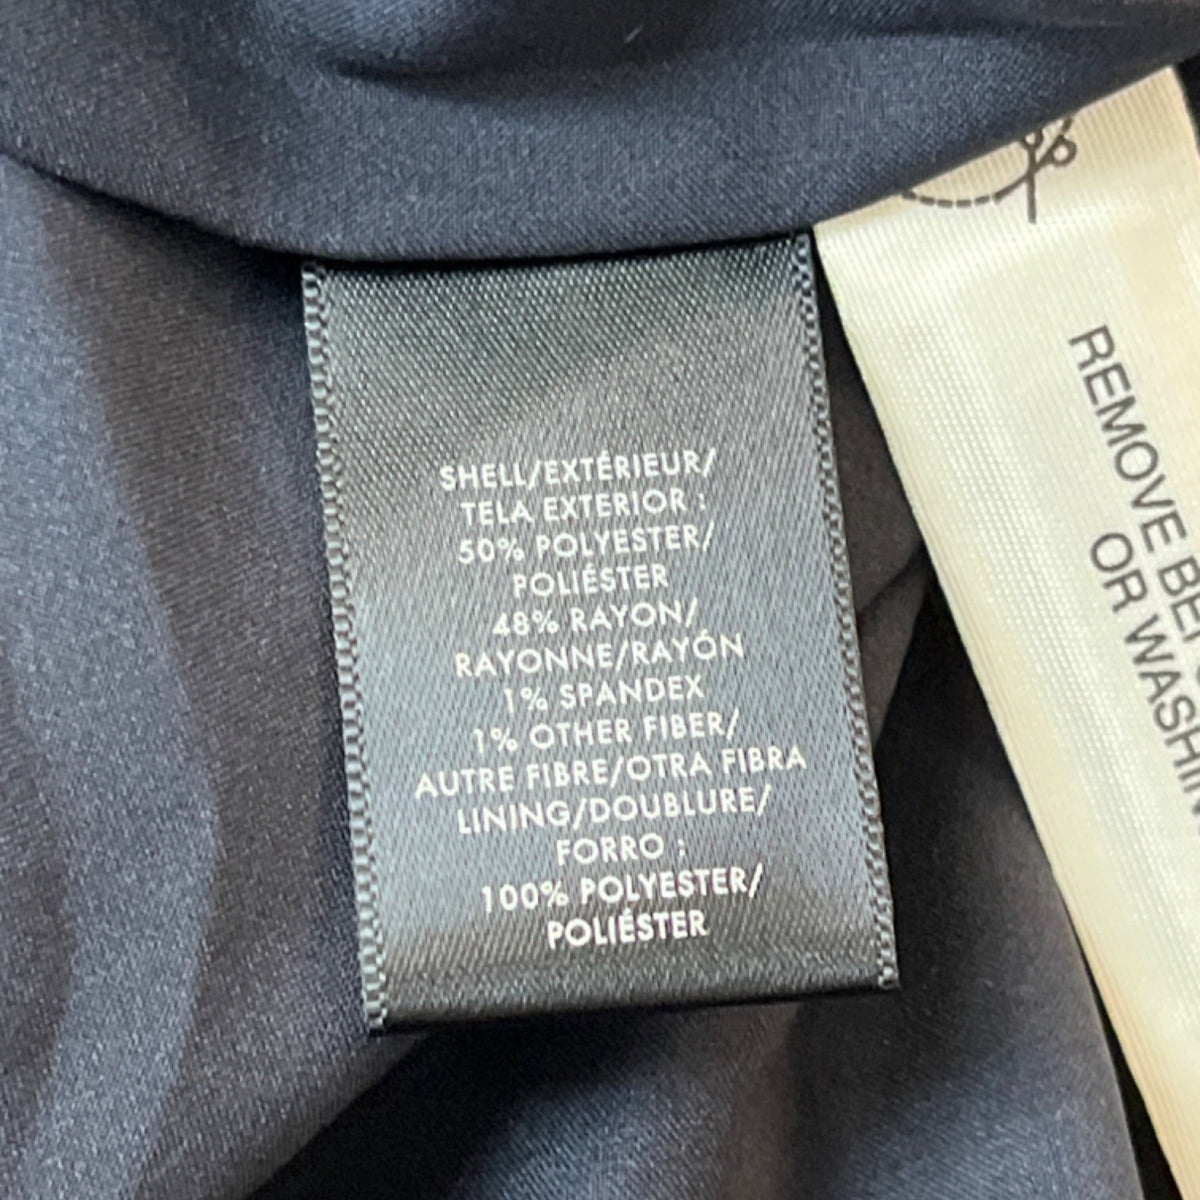 SHELL/EXTÉRIEUR/
TELA EXTERIOR :
50% POLYESTER/
POLIÉSTER
48% RAYON/
RAYONNE/RAYÓN
1% SPANDEX
1% OTHER FIBER/
AUTRE FIBRE/OTRA FIBRA
LINING/DOUBLURE/
FORRO :
100% POLYESTER/
POLIÉSTER
REMOVE
OR